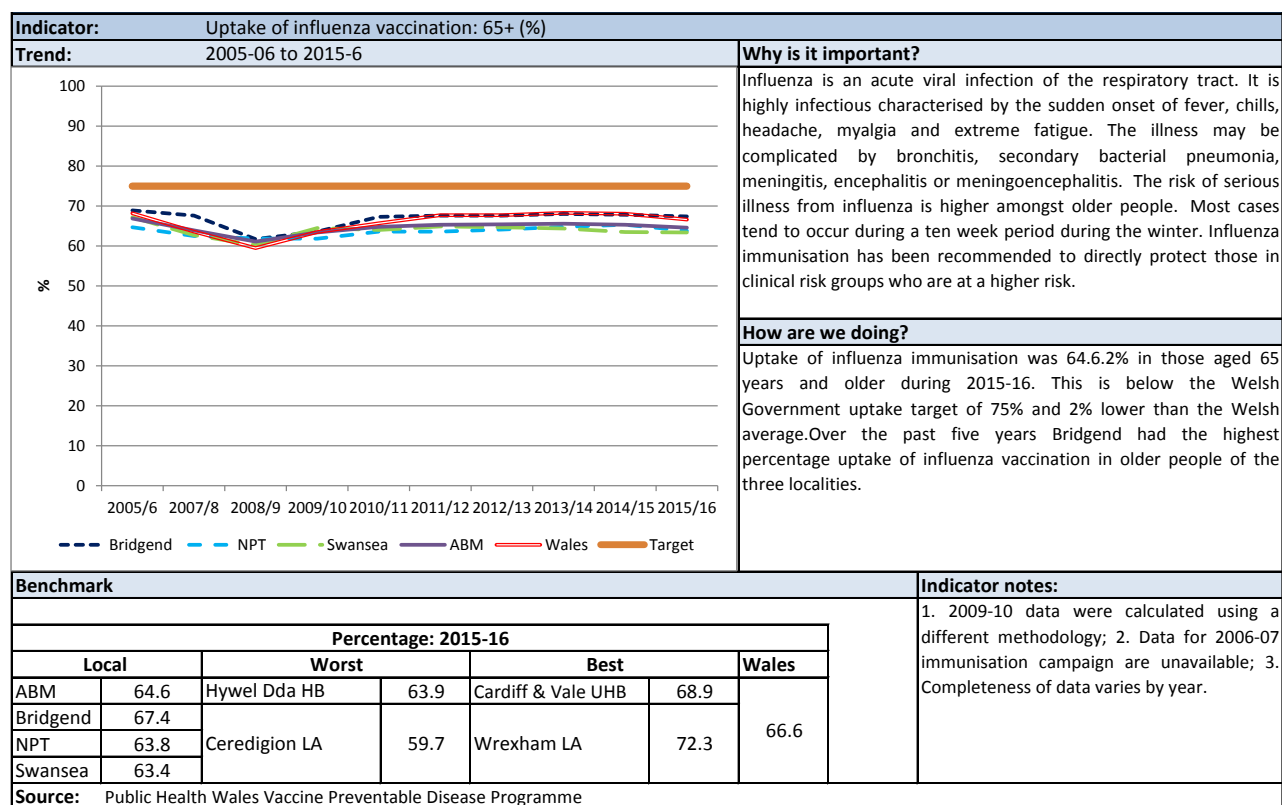 Indicator: Uptake of influenza vaccination: 65+ (%)
Trend: 2005-06 to 2015-6
100
90
80
70
60
50
40
30
20
10
0
%
2005/6 2007/8 2008/9 2009/10 2010/11 2011/12 2012/13 2013/14 2014/15 2015/16
Bridgend NPT Swansea ABM Wales Target
Why is it important?
Influenza is an acute viral infection of the respiratory tract. It is
highly infectious characterised by the sudden onset of fever, chills,
headache, myalgia and extreme fatigue. The illness may be
complicated by bronchitis, secondary bacterial pneumonia,
meningitis, encephalitis or meningoencephalitis. The risk of serious
illness from influenza is higher amongst older people. Most cases
tend to occur during a ten week period during the winter. Influenza
immunisation has been recommended to directly protect those in
clinical risk groups who are at a higher risk.
How are we doing?
Uptake of influenza immunisation was 64.6.2% in those aged 65
years and older during 2015-16. This is below the Welsh
Government uptake target of 75% and 2% lower than the Welsh
average.Over the past five years Bridgend had the highest
percentage uptake of influenza vaccination in older people of the
three localities.
Benchmark
Percentage: 2015-16
Local Worst Best Wales
ABM 64.6 Hywel Dda HB 63.9 Cardiff & Vale UHB 68.9
Bridgend 67.4
NPT 63.8 Ceredigion LA 59.7 Wrexham LA 72.3 66.6
Swansea 63.4
Indicator notes:
1. 2009-10 data were calculated using a
different methodology; 2. Data for 2006-07
immunisation campaign are unavailable; 3.
Completeness of data varies by year.
Source: Public Health Wales Vaccine Preventable Disease Programme